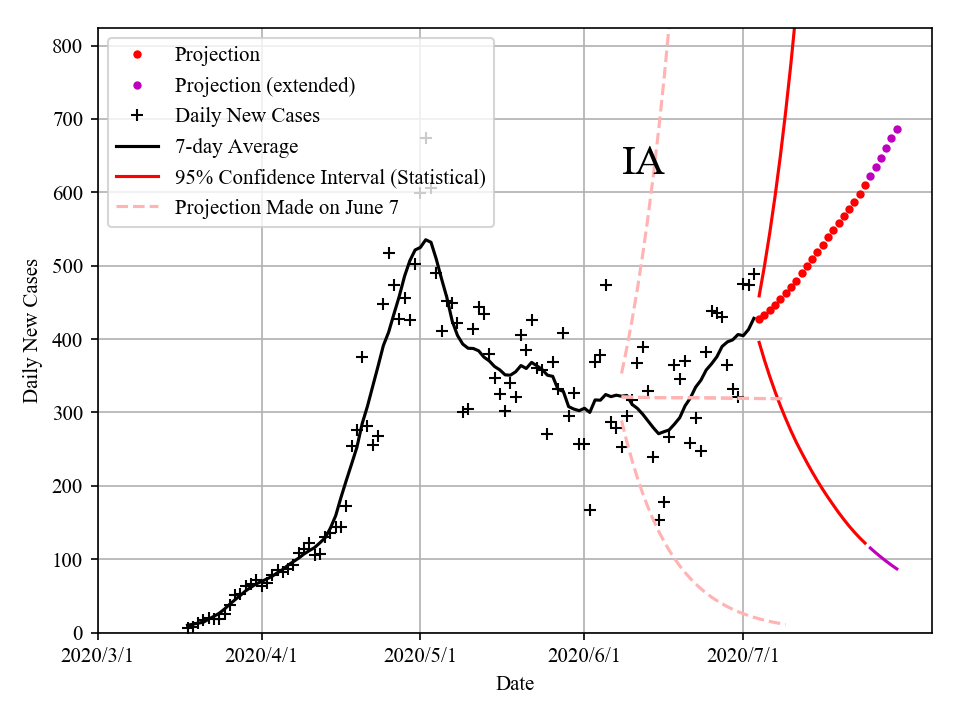 800
700
600
500
400
300
200
100
0
Daily New Cases
Projection
Projection (extended)
Daily New Cases
7-day Average
95% Confidence Interval (Statistical)
Projection Made on June 7
IA
2020/3/1 2020/4/1 2020/5/1 2020/6/1 2020/7/1
Date